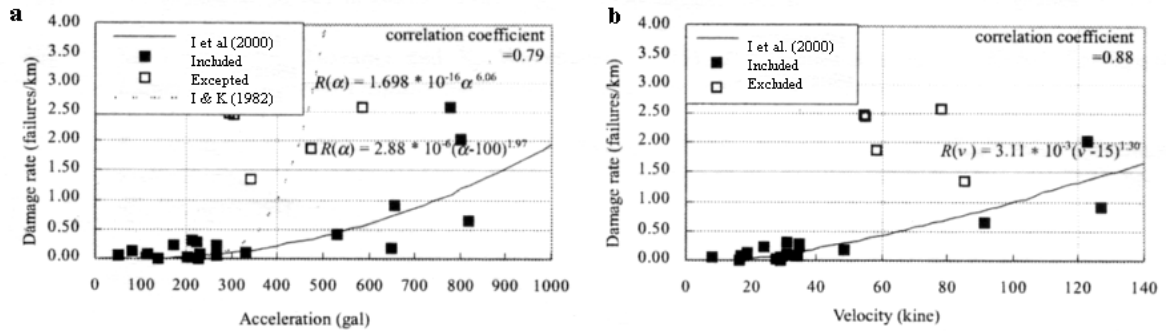 a
4.00
3.50
3.00
2.50
2.00
1.50
1.00
0.50
0.00
Damage rate (failures/km)
I et al (2000)
Included
Excepted
I & K (1982)
correlation coefficient
=0.79
R(α) = 1.698 * 10⁻¹⁶α⁶·⁰⁶
R(α) = 2.88 * 10⁻⁶(α-100)¹·⁹⁷
0 100 200 300 400 500 600 700 800 900 1000
Acceleration (gal)
b
4.00
3.50
3.00
2.50
2.00
1.50
1.00
0.50
0.00
Damage rate (failures/km)
I et al. (2000)
Included
Excluded
correlation coefficient
=0.88
R(v) = 3.11 * 10⁻³(v-15)¹·³⁰
0 20 40 60 80 100 120 140
Velocity (kine)